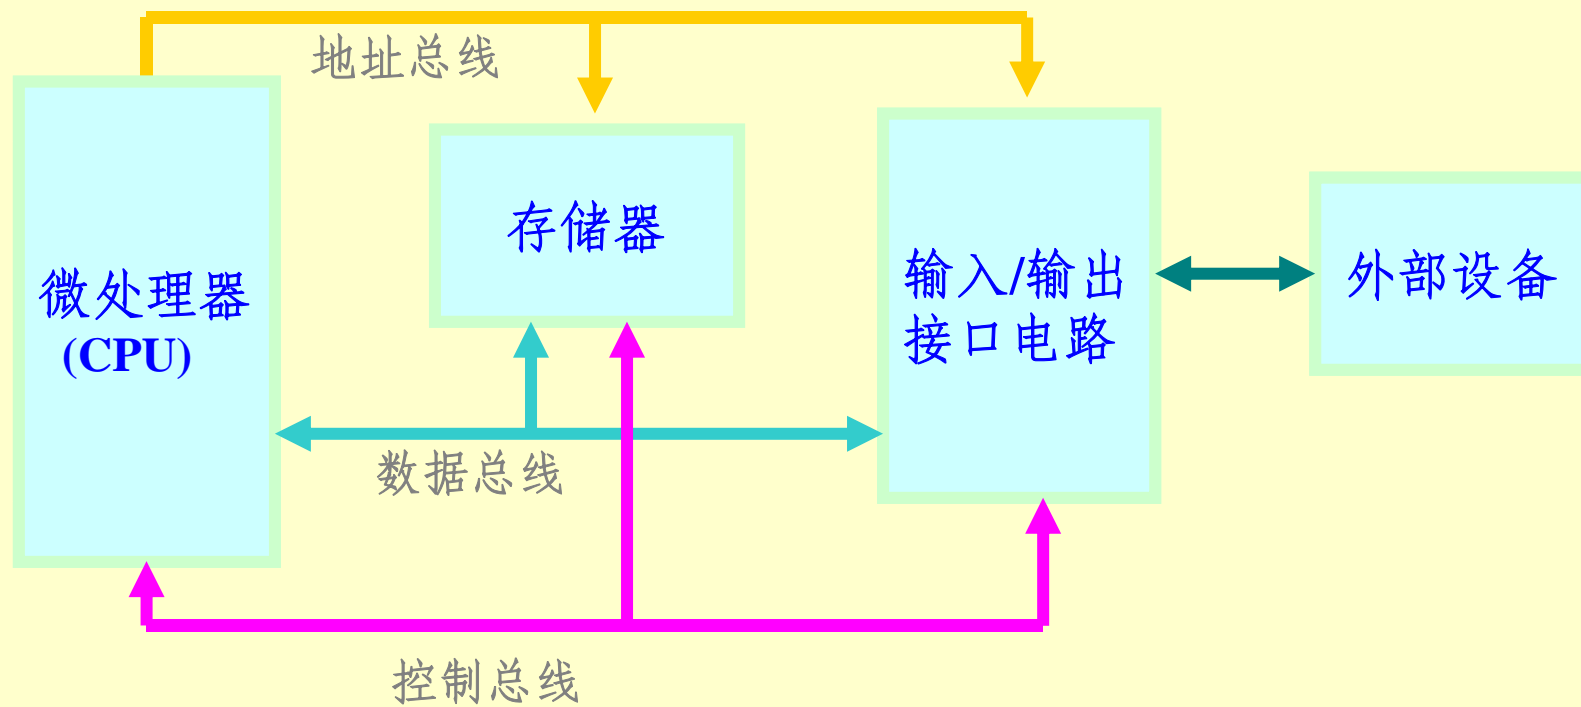 地址总线
存储器
微处理器
(CPU)
输入/输出
接口电路
外部设备
数据总线
控制总线